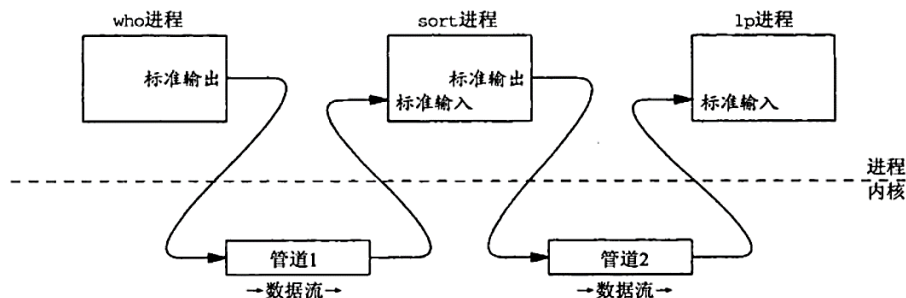 who进程 sort进程 lp进程
标准输出 标准输出
标准输入 标准输入
进程
内核
管道1 管道2
→数据流→ →数据流→